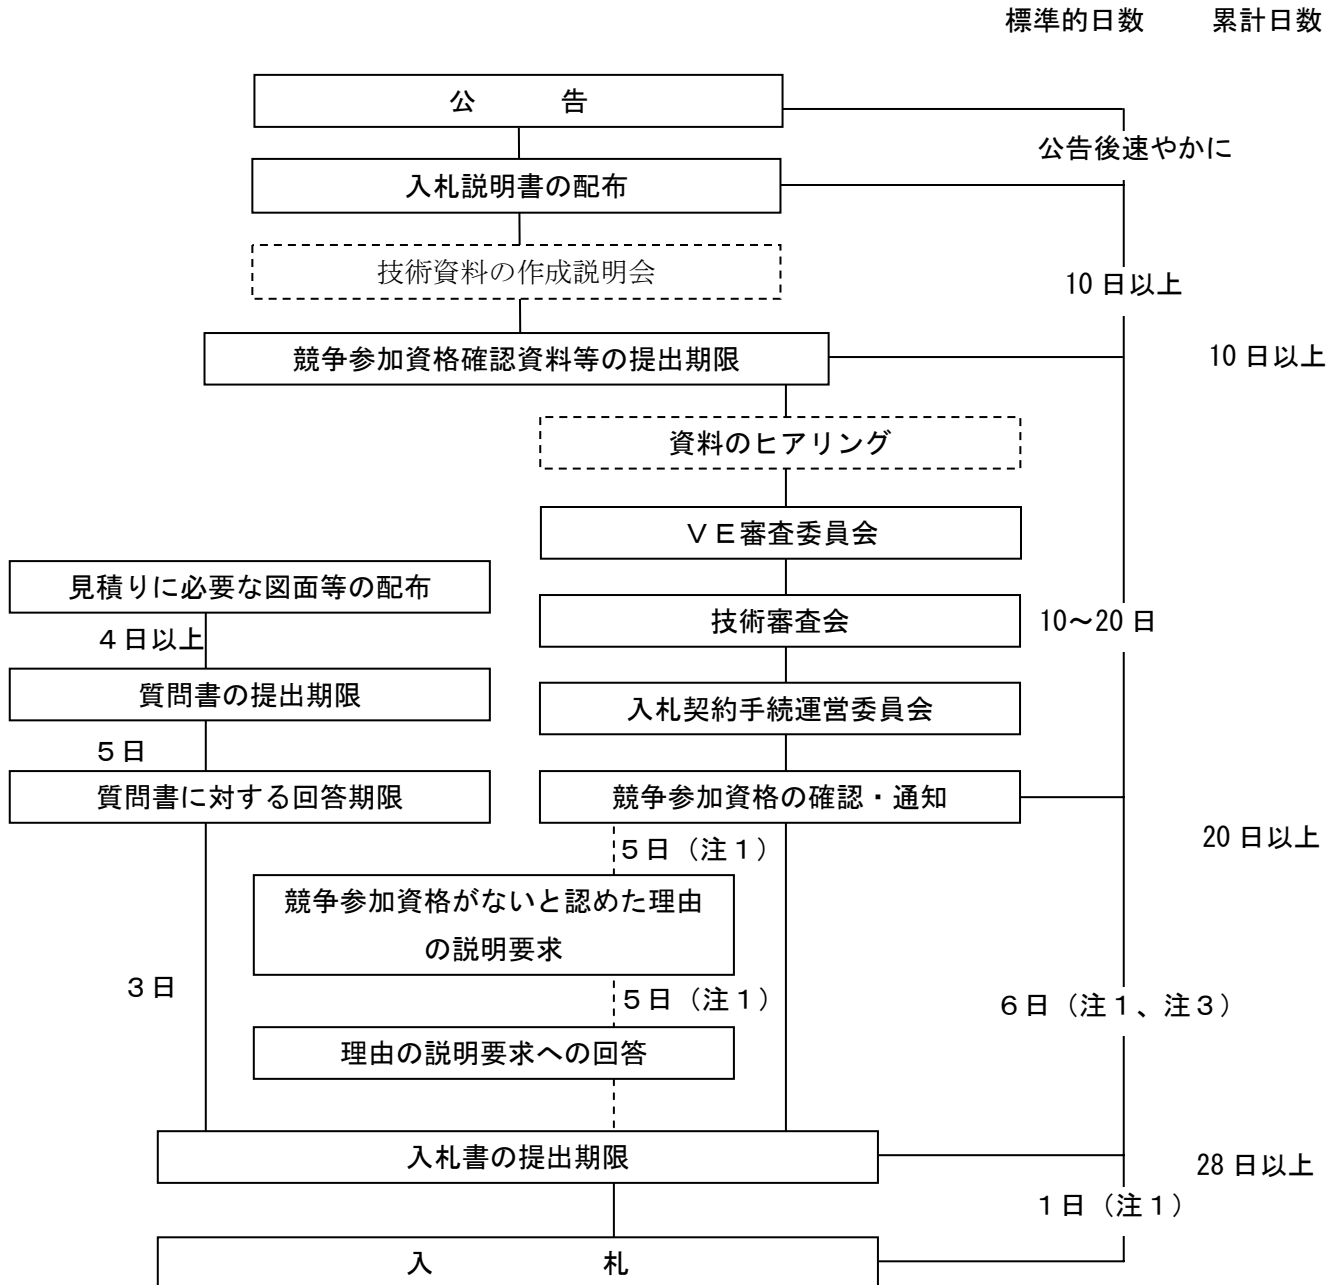 標準的日数 累計日数
公 告
公告後速やかに
入札説明書の配布
技術資料の作成説明会
10日以上
競争参加資格確認資料等の提出期限
10日以上
資料のヒアリング
VE審査委員会
見積りに必要な図面等の配布
技術審査会
10～20日
4日以上
質問書の提出期限
入札契約手続運営委員会
5日
質問書に対する回答期限
競争参加資格の確認・通知
20日以上
5日（注1）
競争参加資格がないと認めた理由
の説明要求
3日
5日（注1）
6日（注1、注3）
理由の説明要求への回答
入札書の提出期限
28日以上
1日（注1）
入 札